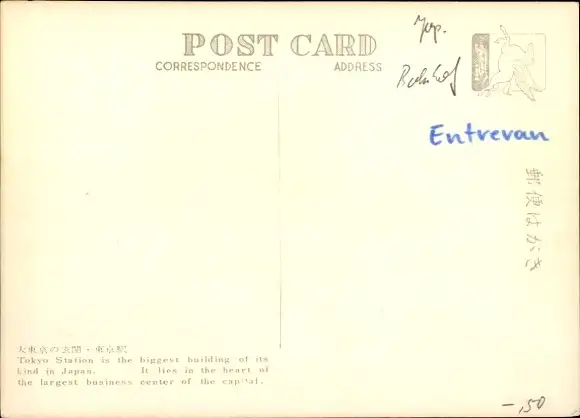 POST CARD
CORRESPONDENCE ADDRESS
Jap.
Bahnhof
Entrevan
郵便はがき
大東京の玄関・東京駅
Tokyo Station is the biggest building of its
kind in Japan. It lies in the heart of
the largest business center of the capital.
-,50